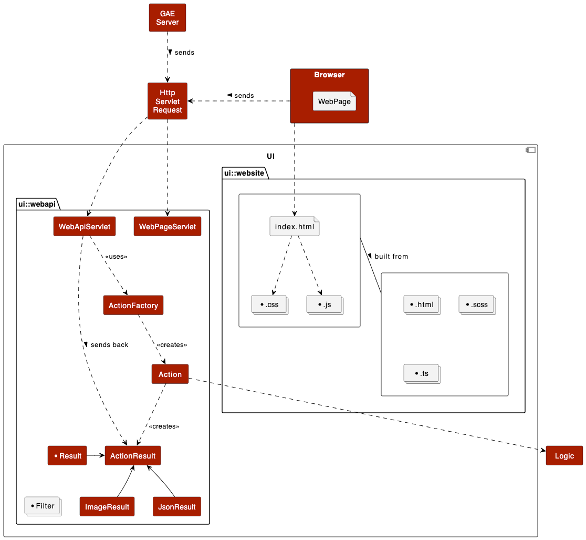 GAE
Server
sends
Http
Servlet
Request
sends
Browser
WebPage
UI
ui::webapi
ui::website
WebApiServlet
WebPageServlet
index.html
«uses»
built from
ActionFactory
• .css
• .js
• .html
• .scss
sends back
«creates»
Action
• .ts
«creates»
• Result
ActionResult
Logic
• Filter
ImageResult
JsonResult